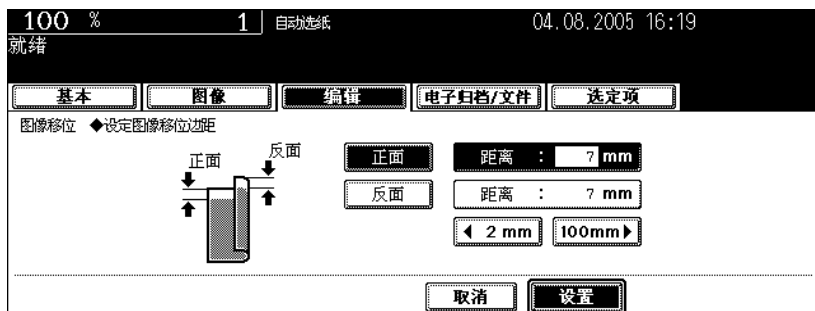 100 % 1 自动选纸 04.08.2005 16:19
就绪
基本 图像 编辑 电子归档/文件 选定项
图像移位 ◆设定图像移位边距
正面 反面 正面 距离 : 7 mm
反面 距离 : 7 mm
◀ 2 mm 100mm▶
取消 设置